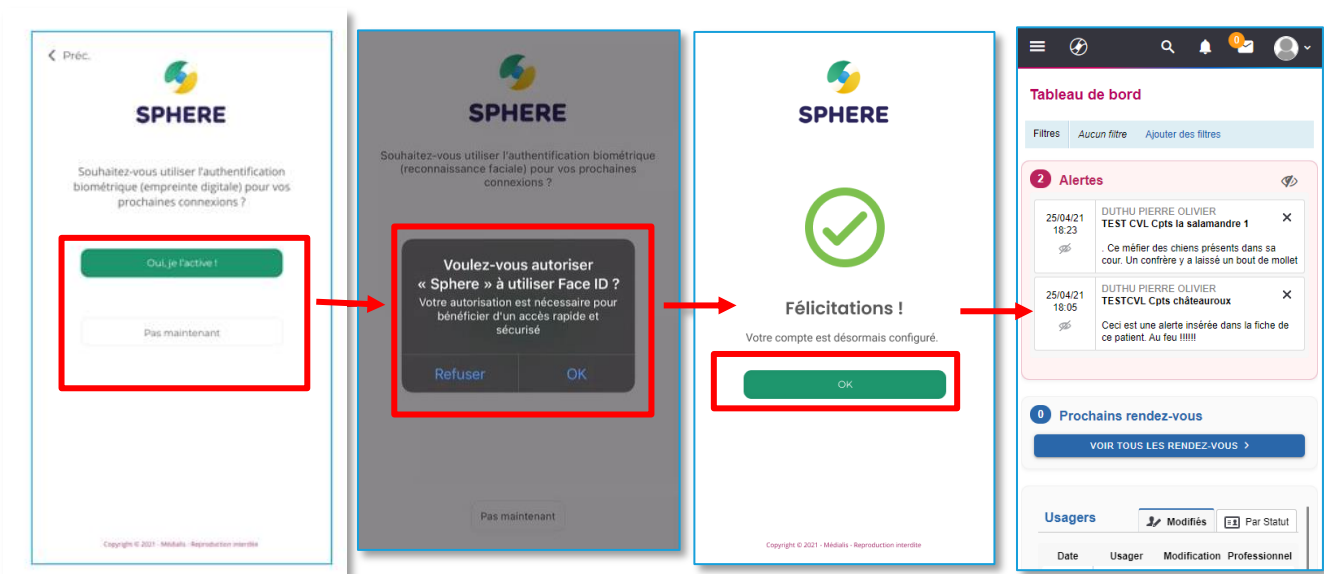 Préc.
SPHERE
Souhaitez-vous utiliser l'authentification
biométrique (empreinte digitale) pour vos
prochaines connexions ?
Oui, je l'active !
Pas maintenant
Copyright © 2021 - Médialis - Reproduction interdite
SPHERE
Souhaitez-vous utiliser l'authentification biométrique
(reconnaissance faciale) pour vos prochaines
connexions ?
Voulez-vous autoriser
« Sphere » à utiliser Face ID ?
Votre autorisation est nécessaire pour
bénéficier d'un accès rapide et
sécurisé
Refuser OK
Pas maintenant
SPHERE
Félicitations !
Votre compte est désormais configuré.
OK
Copyright © 2021 - Médialis - Reproduction interdite
0
Tableau de bord
Filtres Aucun filtre Ajouter des filtres
2 Alertes
25/04/21
18:23
DUTHU PIERRE OLIVIER
TEST CVL Cpts la salamandre 1
. Ce méfier des chiens présents dans sa
cour. Un confrère y a laissé un bout de mollet
25/04/21
18:05
DUTHU PIERRE OLIVIER
TESTCVL Cpts châteauroux
Ceci est une alerte insérée dans la fiche de
ce patient. Au feu !!!!!!
0 Prochains rendez-vous
VOIR TOUS LES RENDEZ-VOUS >
Usagers Modifiés Par Statut
Date Usager Modification Professionnel